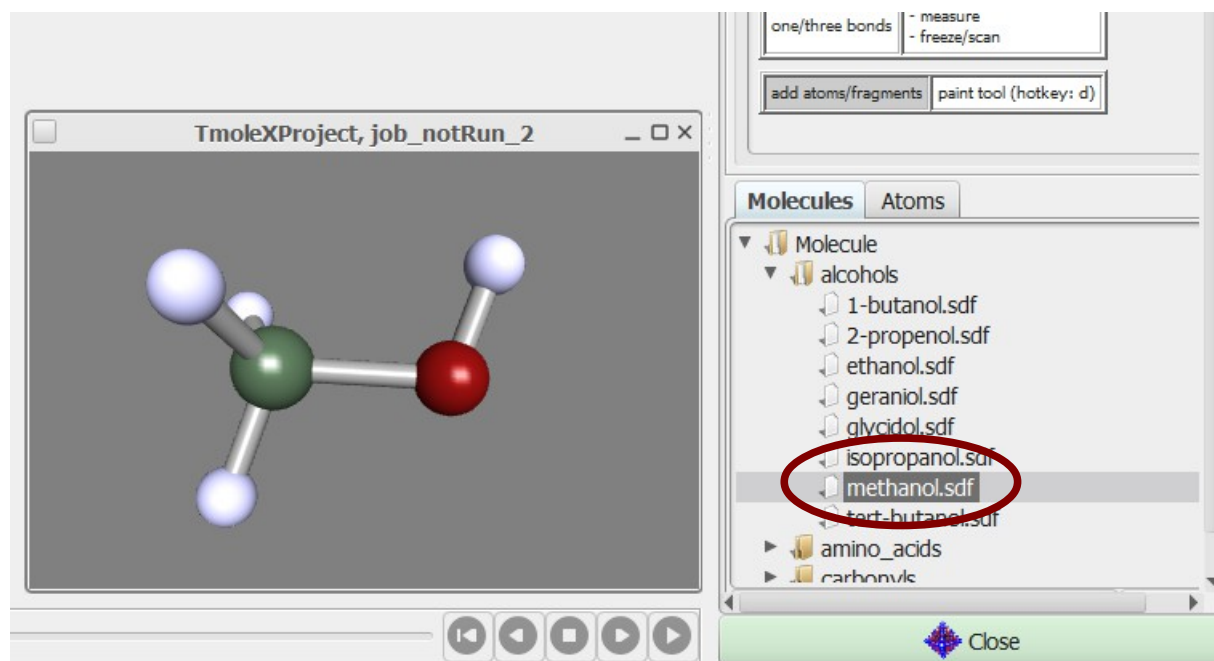 one/three bonds
- measure
- freeze/scan
add atoms/fragments
paint tool (hotkey: d)
TmoleXProject, job_notRun_2
Molecules
Atoms
Molecule
alcohols
1-butanol.sdf
2-propenol.sdf
ethanol.sdf
geraniol.sdf
glycidol.sdf
isopropanol.sdf
methanol.sdf
tert-butanol.sdf
amino_acids
carbonyls
Close